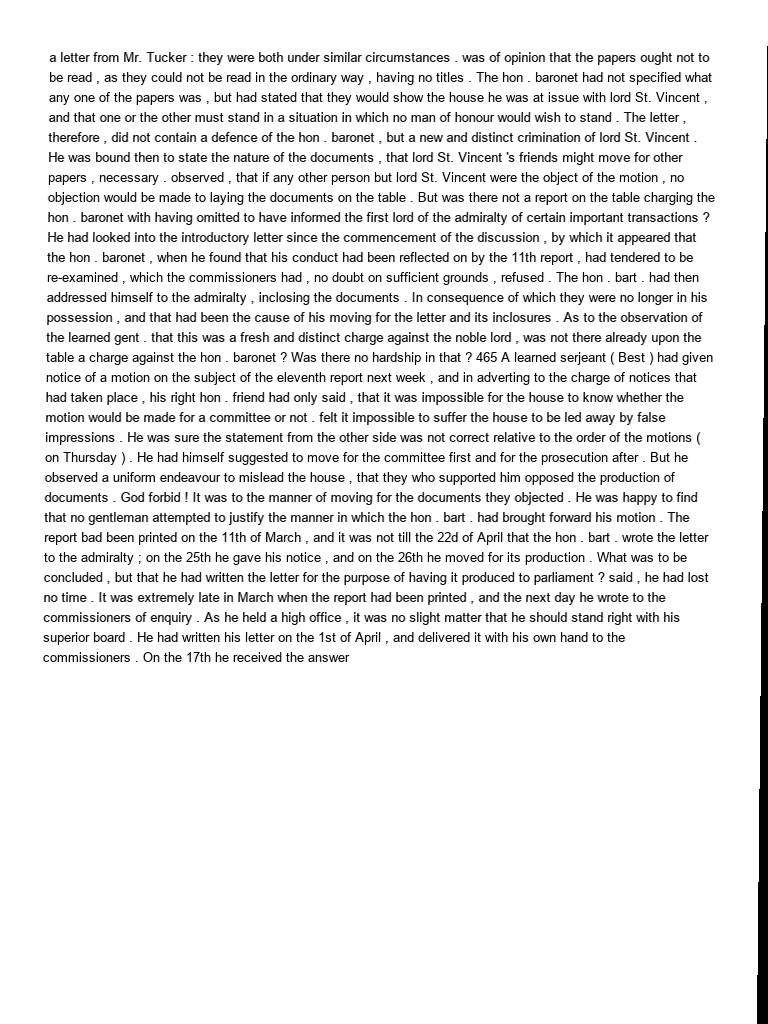 a letter from Mr. Tucker : they were both under similar circumstances . was of opinion that the papers ought not to
be read , as they could not be read in the ordinary way , having no titles . The hon . baronet had not specified what
any one of the papers was , but had stated that they would show the house he was at issue with lord St. Vincent ,
and that one or the other must stand in a situation in which no man of honour would wish to stand . The letter ,
therefore , did not contain a defence of the hon . baronet , but a new and distinct crimination of lord St. Vincent .
He was bound then to state the nature of the documents , that lord St. Vincent 's friends might move for other
papers , necessary . observed , that if any other person but lord St. Vincent were the object of the motion , no
objection would be made to laying the documents on the table . But was there not a report on the table charging the
hon . baronet with having omitted to have informed the first lord of the admiralty of certain important transactions ?
He had looked into the introductory letter since the commencement of the discussion , by which it appeared that
the hon . baronet , when he found that his conduct had been reflected on by the 11th report , had tendered to be
re-examined , which the commissioners had , no doubt on sufficient grounds , refused . The hon . bart . had then
addressed himself to the admiralty , inclosing the documents . In consequence of which they were no longer in his
possession , and that had been the cause of his moving for the letter and its inclosures . As to the observation of
the learned gent . that this was a fresh and distinct charge against the noble lord , was not there already upon the
table a charge against the hon . baronet ? Was there no hardship in that ? 465 A learned serjeant ( Best ) had given
notice of a motion on the subject of the eleventh report next week , and in adverting to the charge of notices that
had taken place , his right hon . friend had only said , that it was impossible for the house to know whether the
motion would be made for a committee or not . felt it impossible to suffer the house to be led away by false
impressions . He was sure the statement from the other side was not correct relative to the order of the motions (
on Thursday ) . He had himself suggested to move for the committee first and for the prosecution after . But he
observed a uniform endeavour to mislead the house , that they who supported him opposed the production of
documents . God forbid ! It was to the manner of moving for the documents they objected . He was happy to find
that no gentleman attempted to justify the manner in which the hon . bart . had brought forward his motion . The
report bad been printed on the 11th of March , and it was not till the 22d of April that the hon . bart . wrote the letter
to the admiralty ; on the 25th he gave his notice , and on the 26th he moved for its production . What was to be
concluded , but that he had written the letter for the purpose of having it produced to parliament ? said , he had lost
no time . It was extremely late in March when the report had been printed , and the next day he wrote to the
commissioners of enquiry . As he held a high office , it was no slight matter that he should stand right with his
superior board . He had written his letter on the 1st of April , and delivered it with his own hand to the
commissioners . On the 17th he received the answer